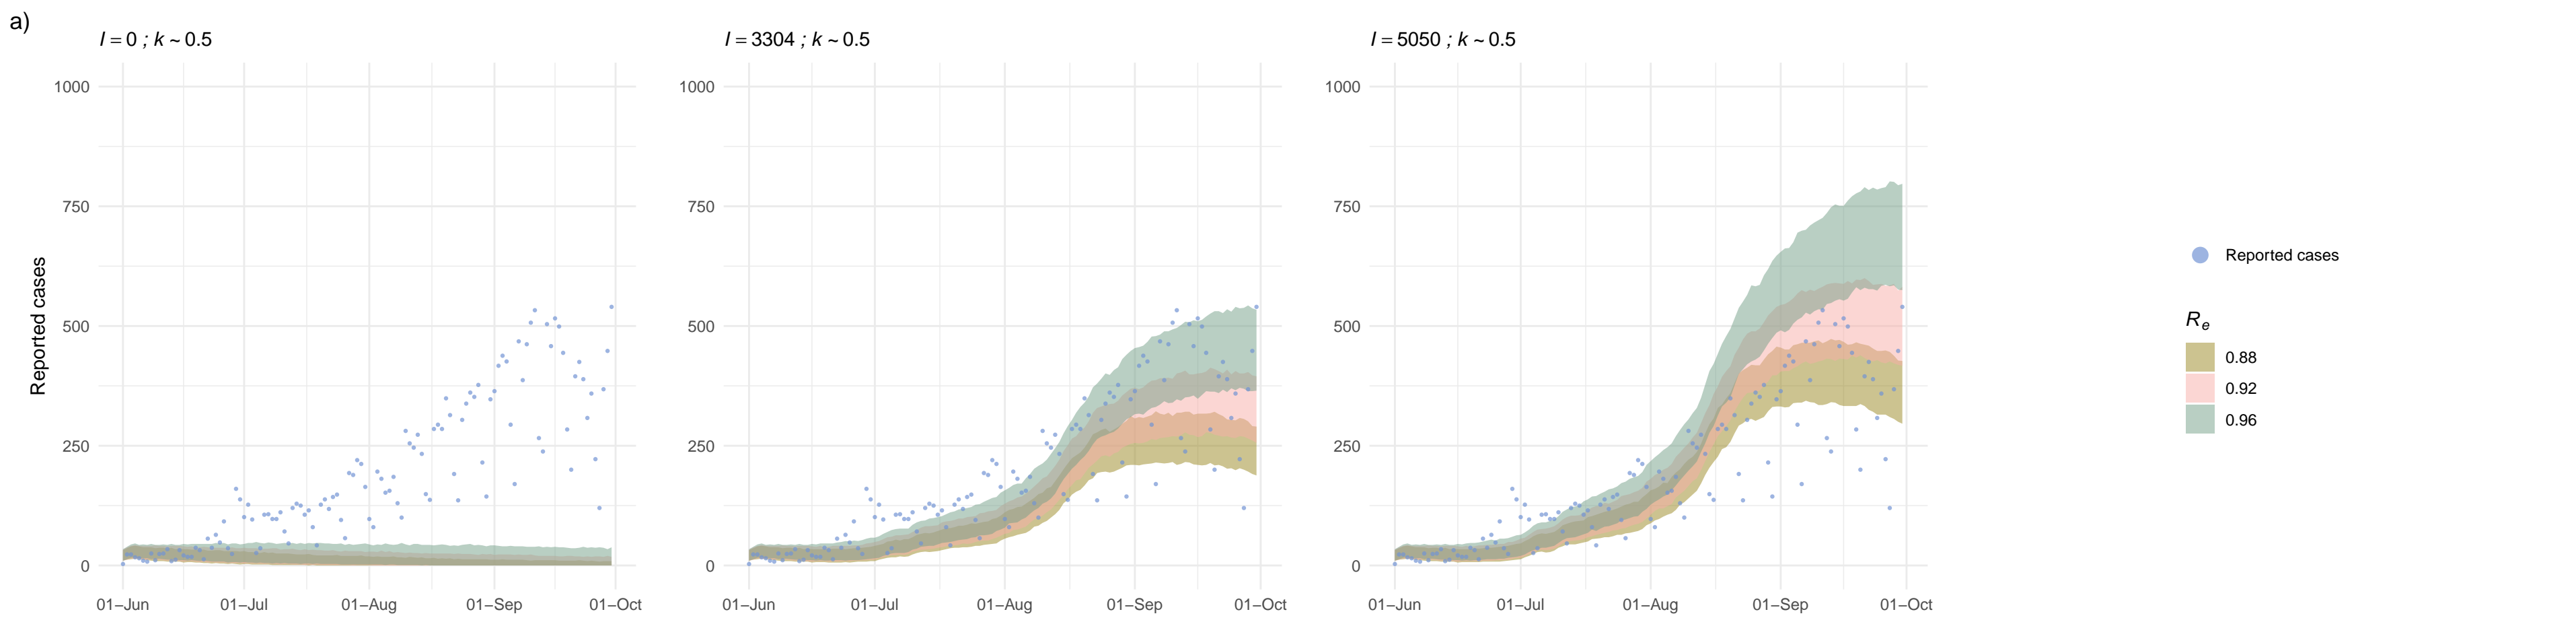 a)
I = 0 ; k ~ 0.5
I = 3304 ; k ~ 0.5
I = 5050 ; k ~ 0.5
Reported cases
1000
750
500
250
0
01–Jun 01–Jul 01–Aug 01–Sep 01–Oct
1000
750
500
250
0
01–Jun 01–Jul 01–Aug 01–Sep 01–Oct
1000
750
500
250
0
01–Jun 01–Jul 01–Aug 01–Sep 01–Oct
Reported cases
Re
0.88
0.92
0.96